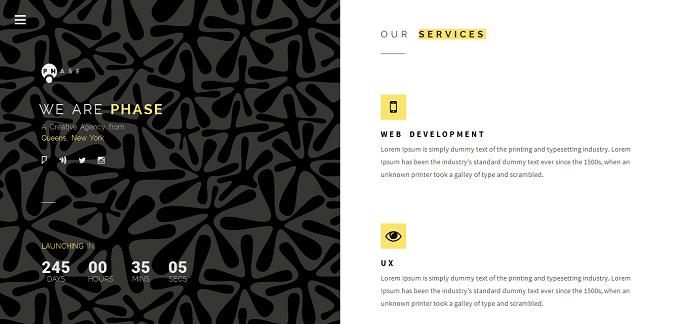 PHASE
WE ARE PHASE
A Creative Agency from
Queens, New York
LAUNCHING IN
245 00 35 05
DAYS HOURS MINS SECS
OUR SERVICES
WEB DEVELOPMENT
Lorem Ipsum is simply dummy text of the printing and typesetting industry. Lorem
Ipsum has been the industry's standard dummy text ever since the 1500s, when an
unknown printer took a galley of type and scrambled.
UX
Lorem Ipsum is simply dummy text of the printing and typesetting industry. Lorem
Ipsum has been the industry's standard dummy text ever since the 1500s, when an
unknown printer took a galley of type and scrambled.